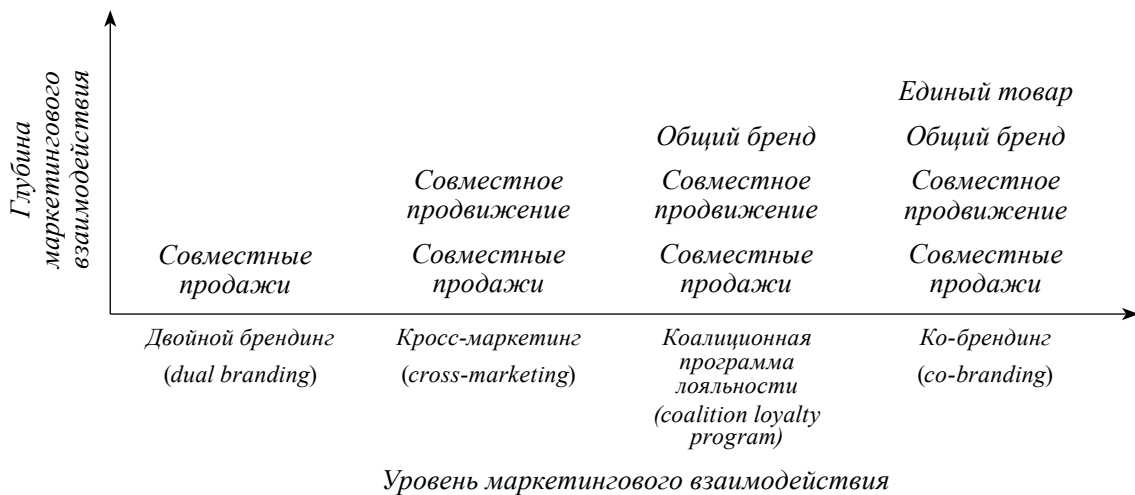 Глубина
маркетингового
взаимодействия
Единый товар
Общий бренд
Общий бренд
Совместное
продвижение
Совместное
продвижение
Совместное
продвижение
Совместные
продажи
Совместные
продажи
Совместные
продажи
Совместные
продажи
Двойной брендинг
(dual branding)
Кросс-маркетинг
(cross-marketing)
Коалиционная
программа
лояльности
(coalition loyalty
program)
Ко-брендинг
(co-branding)
Уровень маркетингового взаимодействия